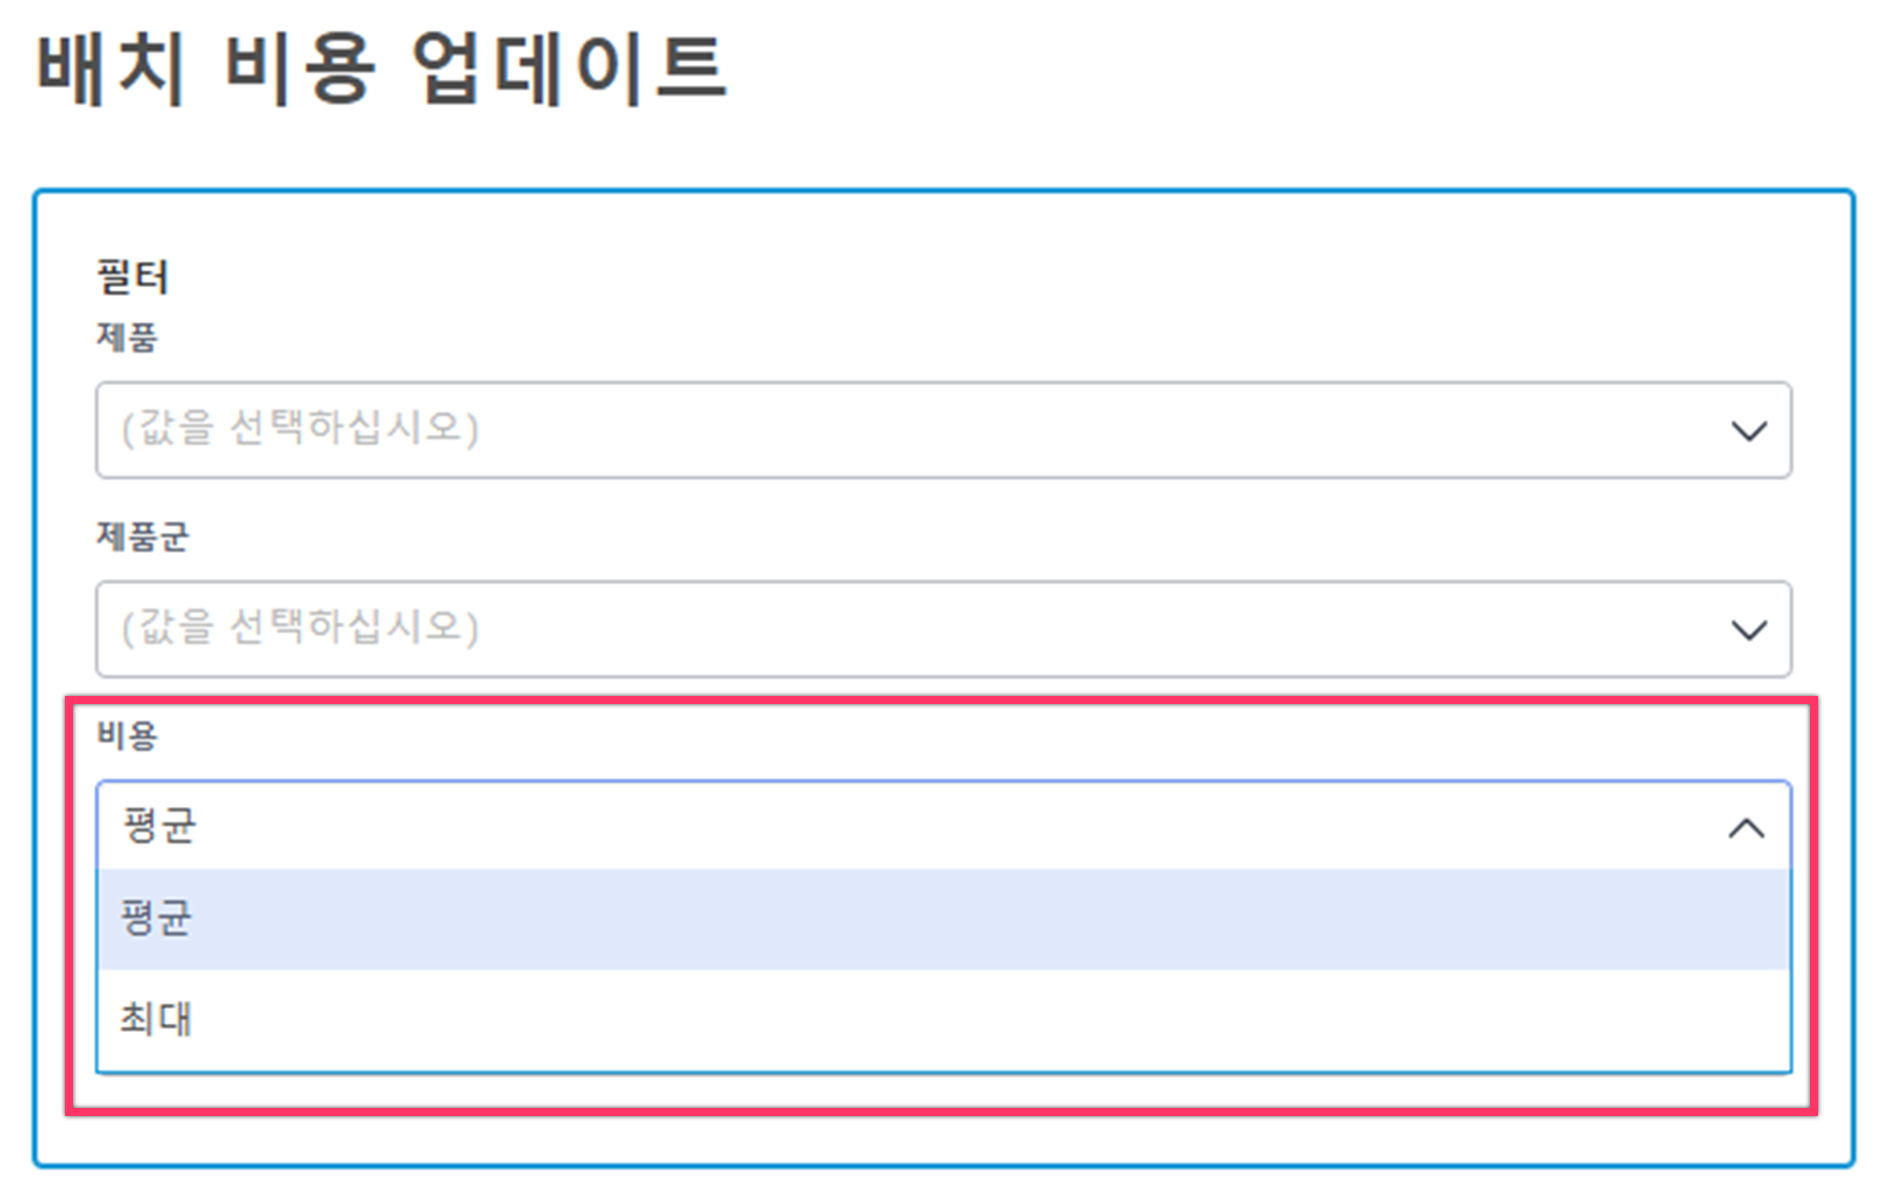 배치 비용 업데이트
필터
제품
(값을 선택하십시오)
제품군
(값을 선택하십시오)
비용
평균
평균
최대